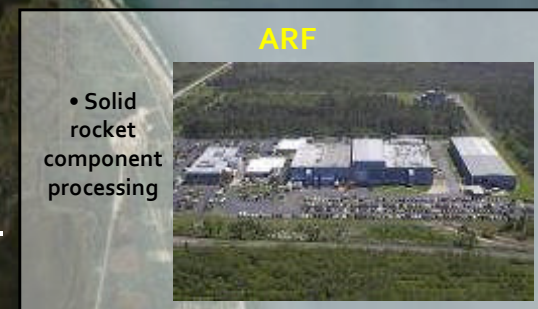 ARF
• Solid
rocket
component
processing